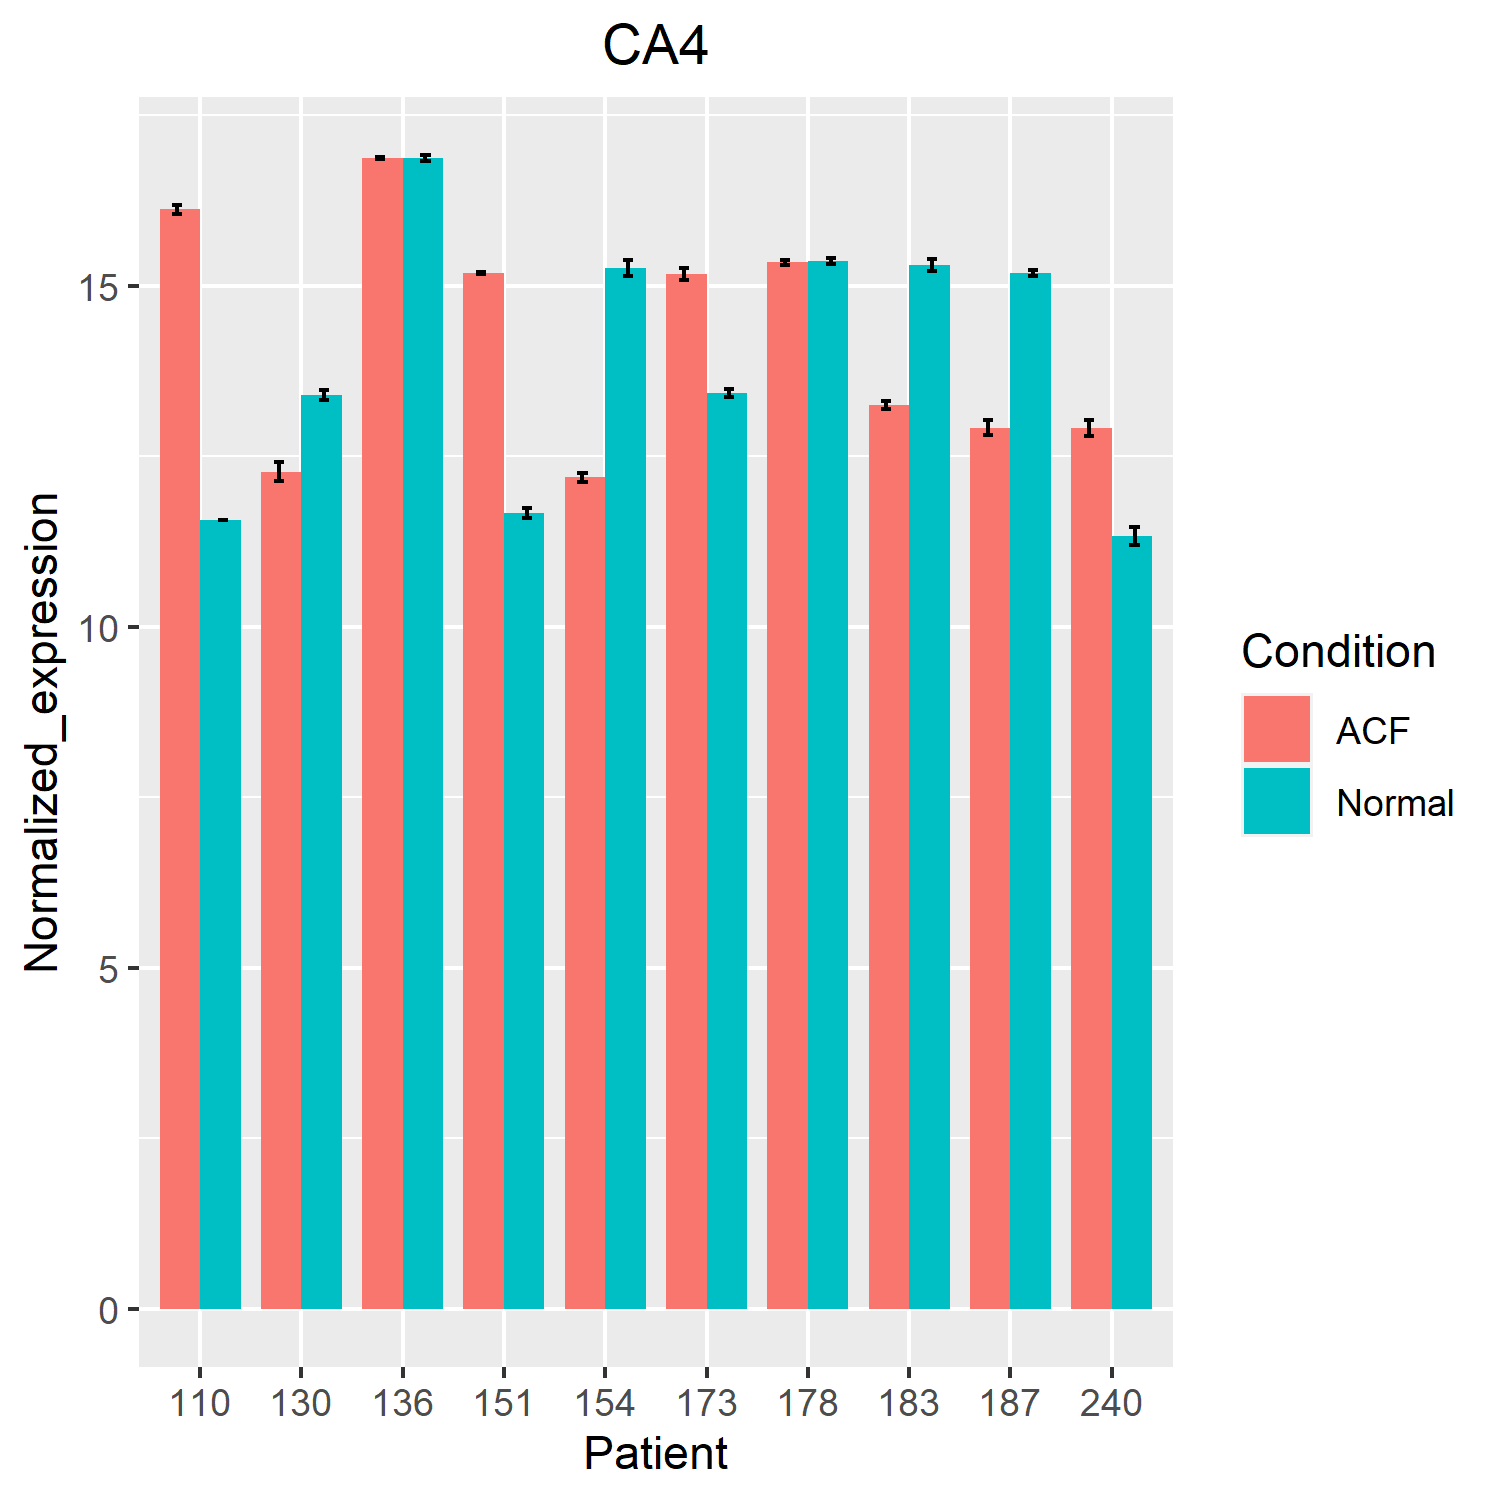 CA4
Normalized_expression
15
10
5
0
110 130 136 151 154 173 178 183 187 240
Patient
Condition
ACF
Normal